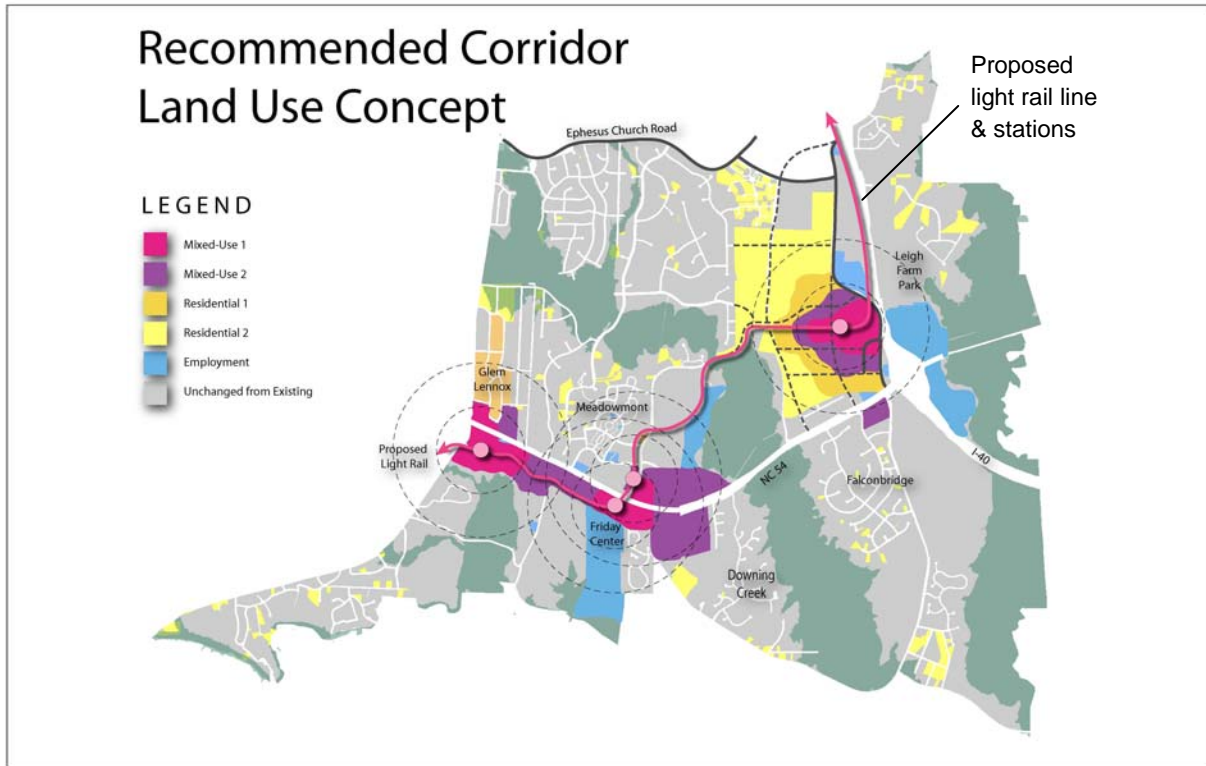 Recommended Corridor
Land Use Concept
Proposed
light rail line
& stations
Ephesus Church Road
LEGEND
Mixed-Use 1
Mixed-Use 2
Residential 1
Residential 2
Employment
Unchanged from Existing
Leigh
Farm
Park
Glem
Lennox
Meadowmont
Proposed
Light Rail
NC 54
I-40
Falconbridge
Friday
Center
Downing
Creek